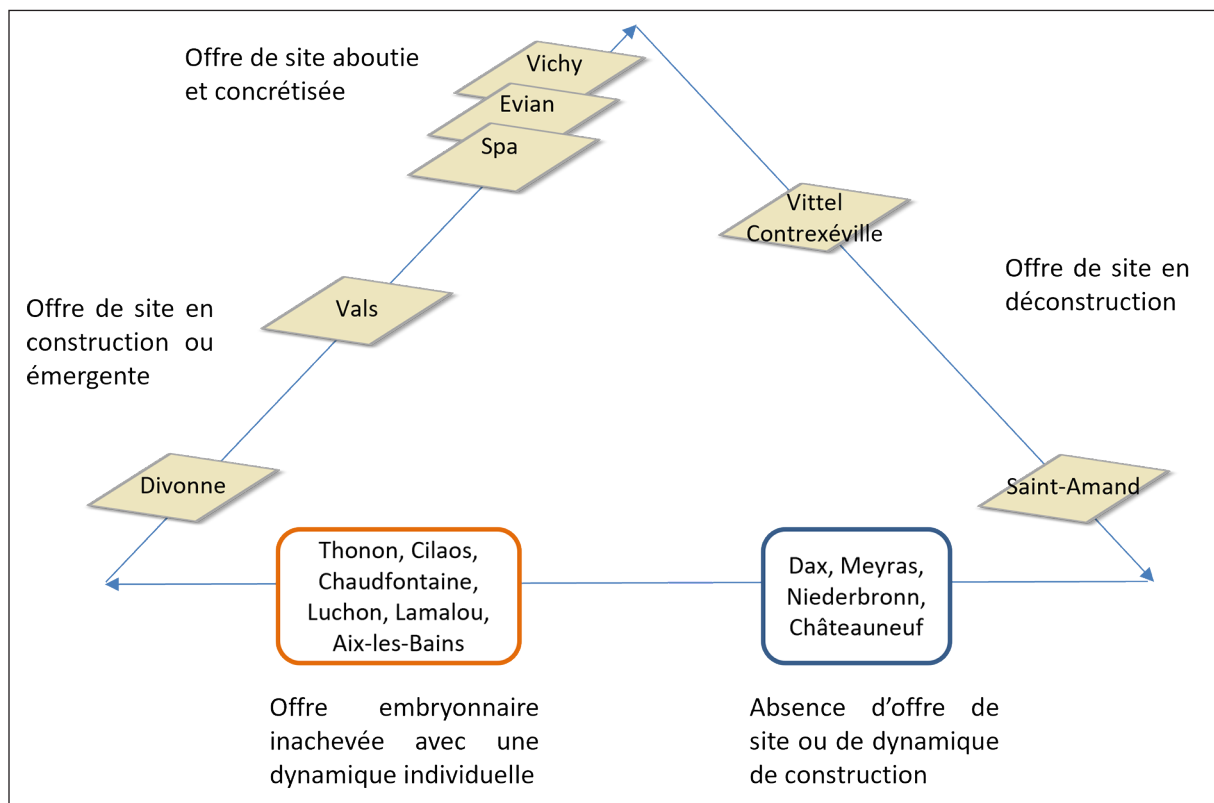 Offre de site aboutie
et concrétisée
Vichy
Evian
Spa
Vittel
Contrexéville
Offre de site en
déconstruction
Offre de site en
construction ou
émergente
Vals
Divonne
Saint-Amand
Thonon, Cilaos,
Chaudfontaine,
Luchon, Lamalou,
Aix-les-Bains
Dax, Meyras,
Niederbronn,
Châteauneuf
Offre embryonnaire
inachevée avec une
dynamique individuelle
Absence d’offre de
site ou de dynamique
de construction